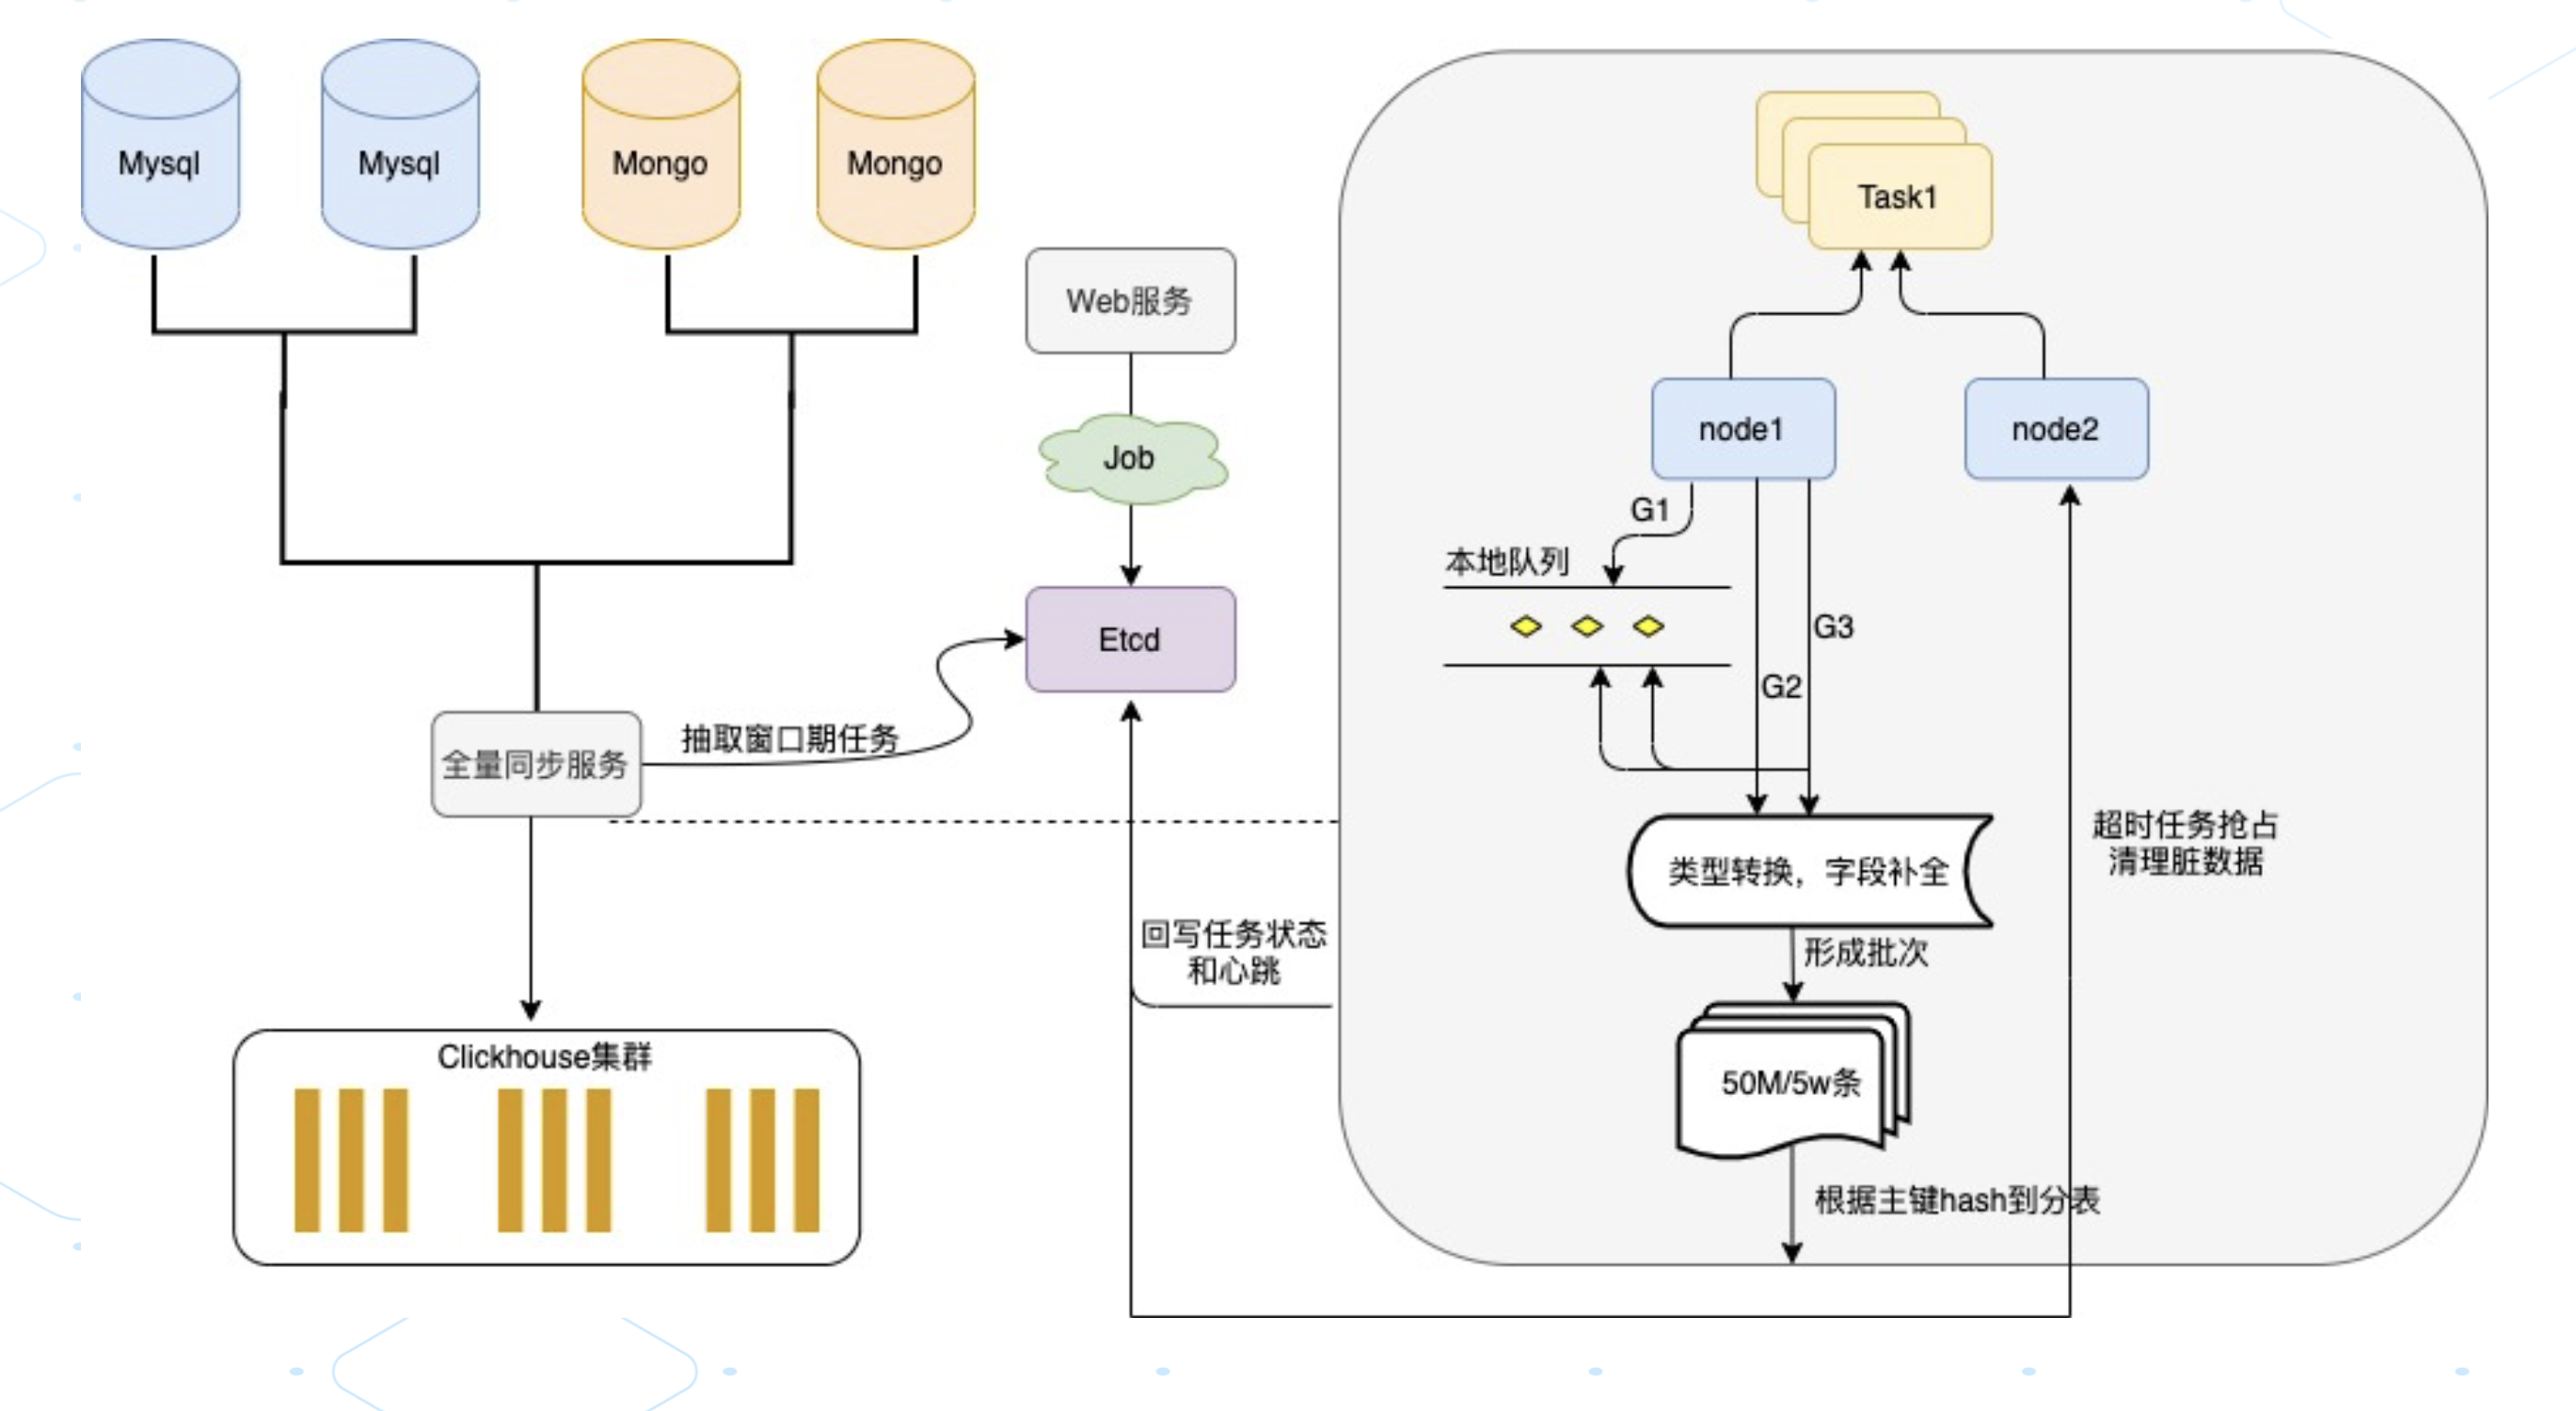 Mysql
Mysql
Mongo
Mongo
Web服务
Job
Etcd
抽取窗口期任务
全量同步服务
回写任务状态
和心跳
Clickhouse集群
Task1
node1
node2
G1
本地队列
G3
G2
类型转换，字段补全
超时任务抢占
清理脏数据
形成批次
50M/5w条
根据主键hash到分表